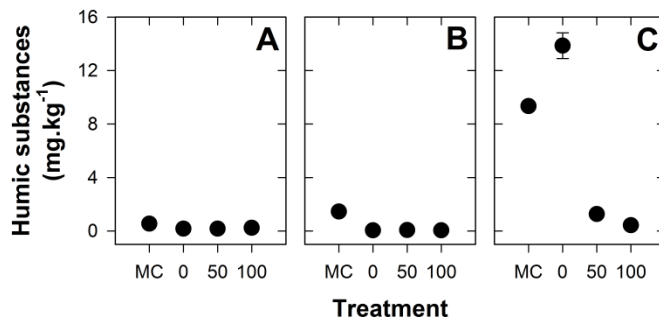 Humic substances
(mg.kg⁻¹)
16
12
8
4
0
A
B
C
MC 0 50 100
MC 0 50 100
MC 0 50 100
Treatment